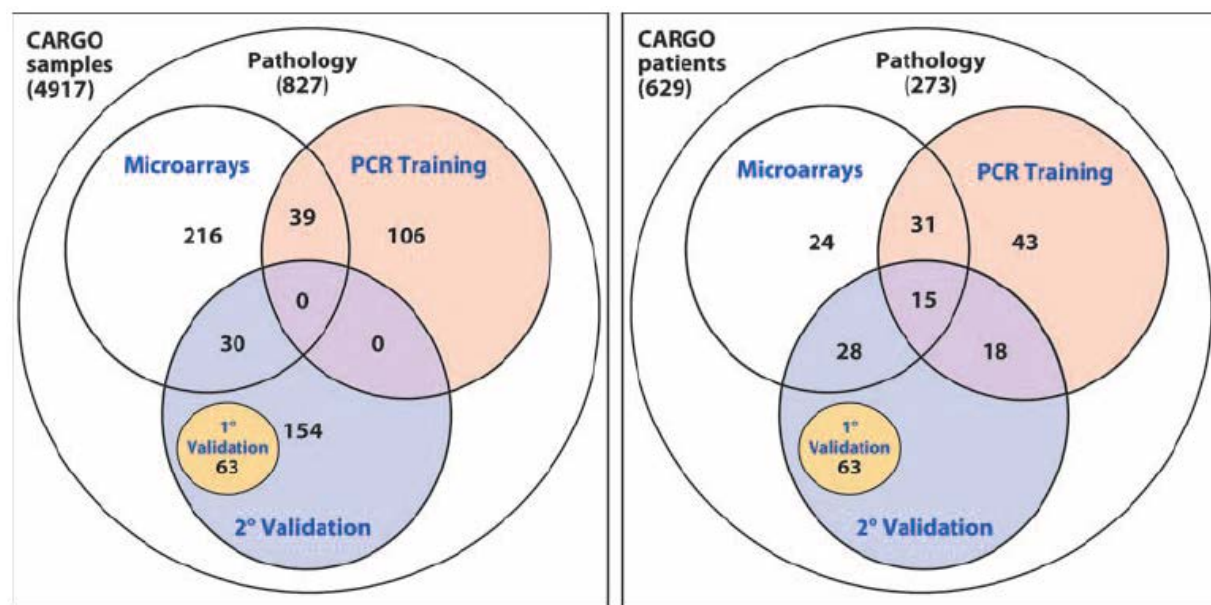 CARGO
samples
(4917)
Pathology
(827)
Microarrays
PCR Training
39
216
106
0
30
0
1°
Validation
63
154
2° Validation
CARGO
patients
(629)
Pathology
(273)
Microarrays
PCR Training
31
24
43
15
28
18
1°
Validation
63
2° Validation